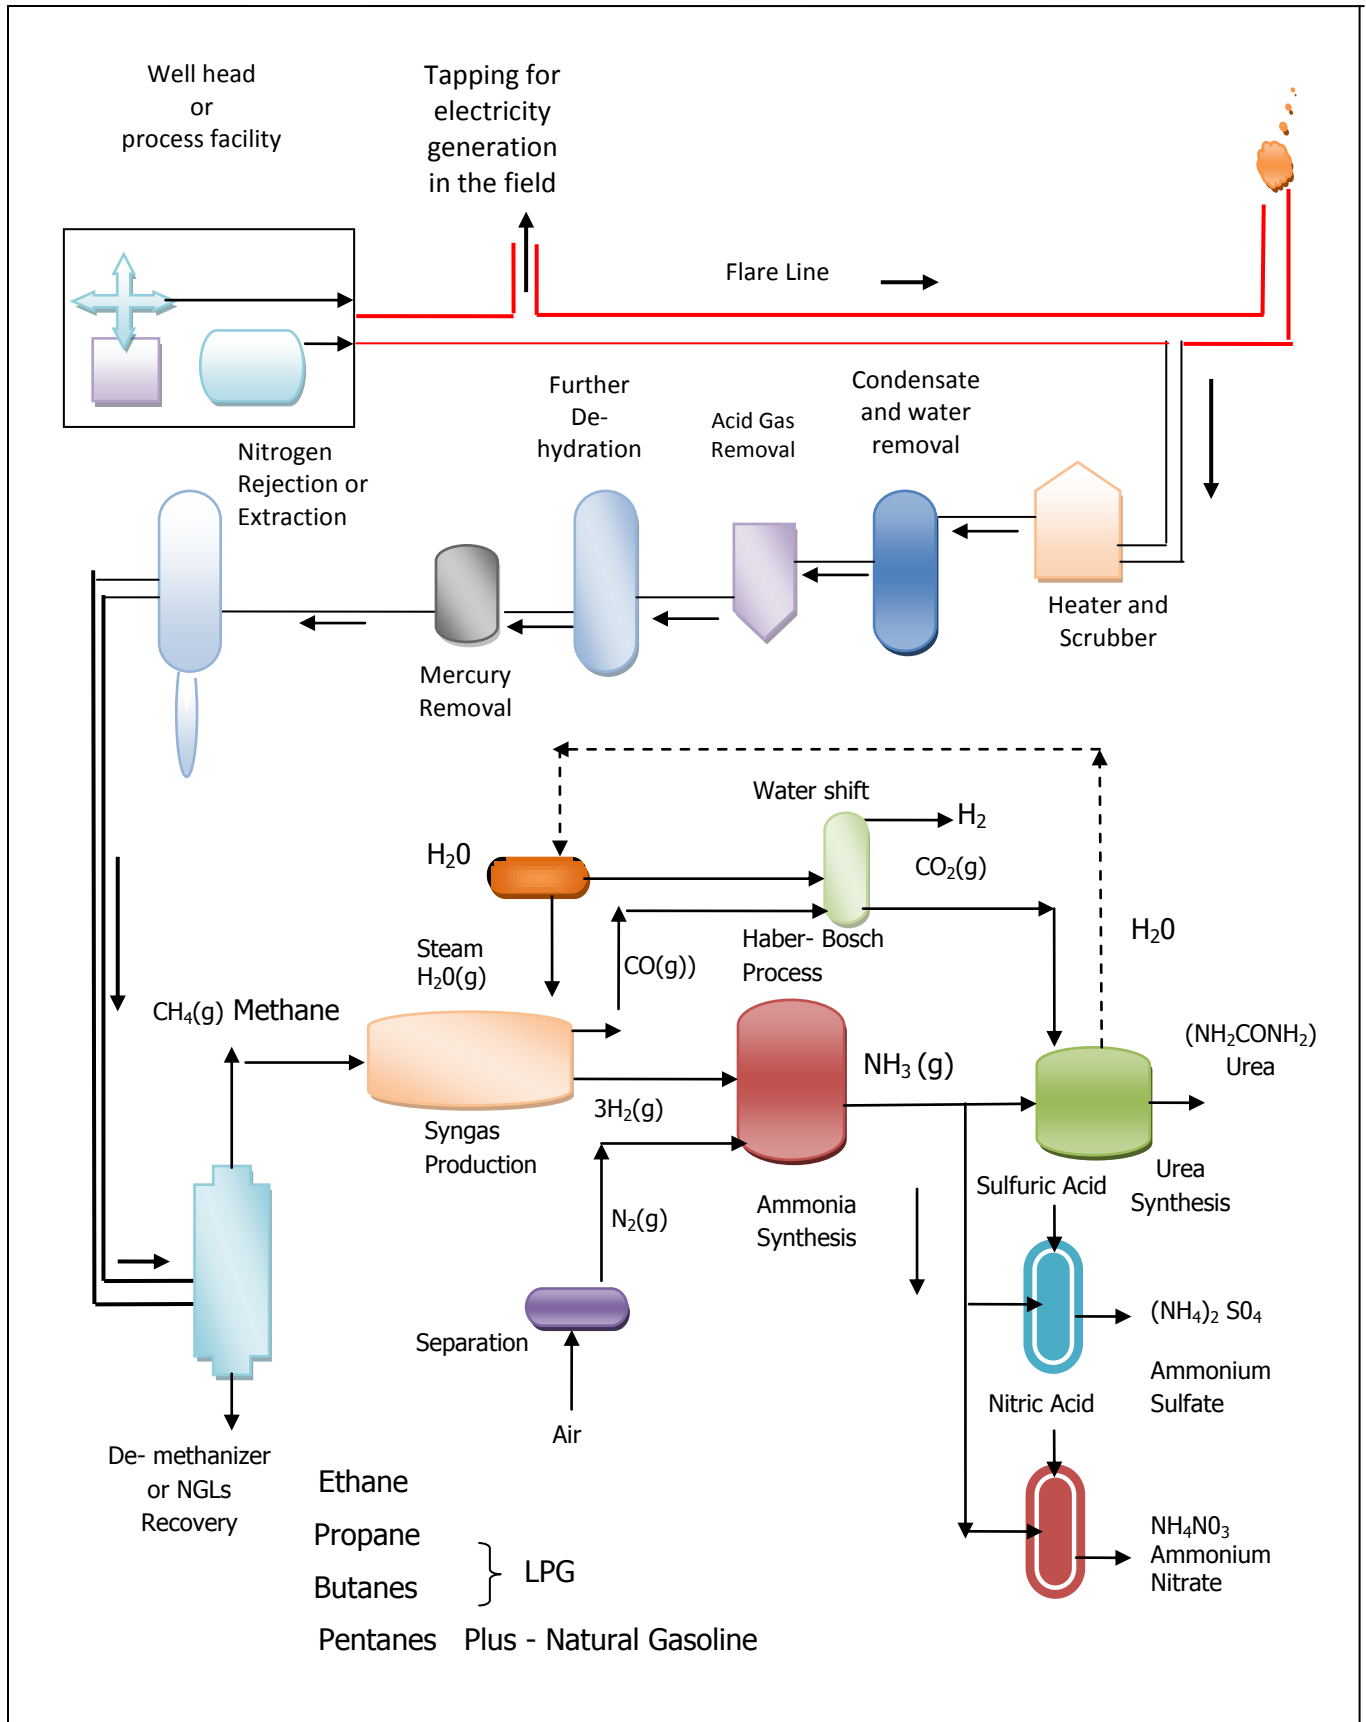 Well head
or
process facility
Tapping for
electricity
generation
in the field
Flare Line
Further
De-
hydration
Acid Gas
Removal
Condensate
and water
removal
Nitrogen
Rejection or
Extraction
Heater and
Scrubber
Mercury
Removal
Water shift
H₂
H₂0
CO₂(g)
H₂0
Steam
H₂0(g)
CO(g))
Haber- Bosch
Process
CH₄(g) Methane
(NH₂CONH₂)
Urea
NH₃ (g)
3H₂(g)
Syngas
Production
Urea
Synthesis
Sulfuric Acid
Ammonia
Synthesis
N₂(g)
Separation
(NH₄)₂ S0₄
Ammonium
Sulfate
Nitric Acid
Air
De- methanizer
or NGLs
Recovery
Ethane
Propane
Butanes
LPG
Pentanes Plus - Natural Gasoline
NH₄N0₃
Ammonium
Nitrate